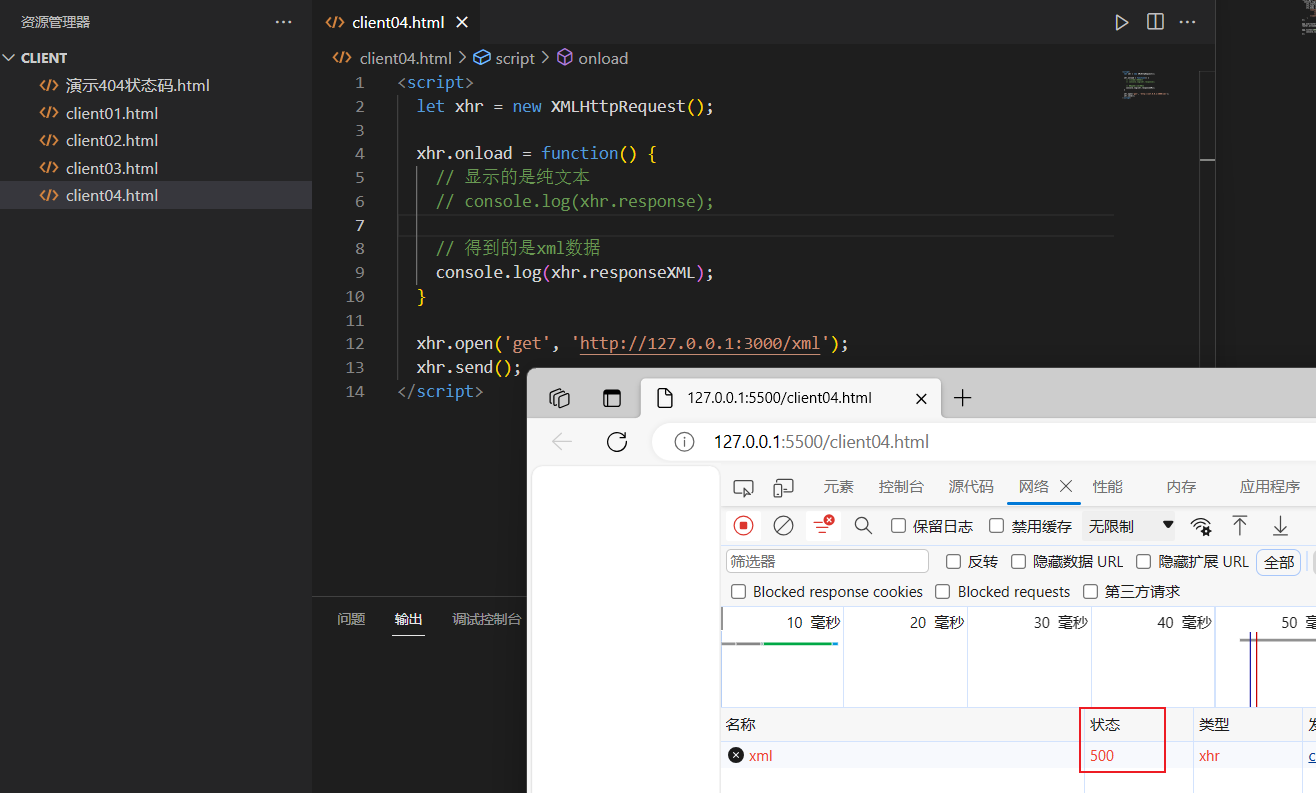 资源管理器
CLIENT
演示404状态码.html
client01.html
client02.html
client03.html
client04.html
client04.html
client04.html > script > onload
1 <script>
2 let xhr = new XMLHttpRequest();
3
4 xhr.onload = function() {
5 // 显示的是纯文本
6 // console.log(xhr.response);
7
8 // 得到的是xml数据
9 console.log(xhr.responseXML);
10 }
11
12 xhr.open('get', 'http://127.0.0.1:3000/xml');
13 xhr.send();
14 </script>
问题 输出 调试控制台
127.0.0.1:5500/client04.html
127.0.0.1:5500/client04.html
元素 控制台 源代码 网络 性能 内存 应用程序
保留日志 禁用缓存 无限制
筛选器 反转 隐藏数据 URL 隐藏扩展 URL 全部
Blocked response cookies Blocked requests 第三方请求
10 毫秒 20 毫秒 30 毫秒 40 毫秒 50
名称 状态 类型
xml 500 xhr